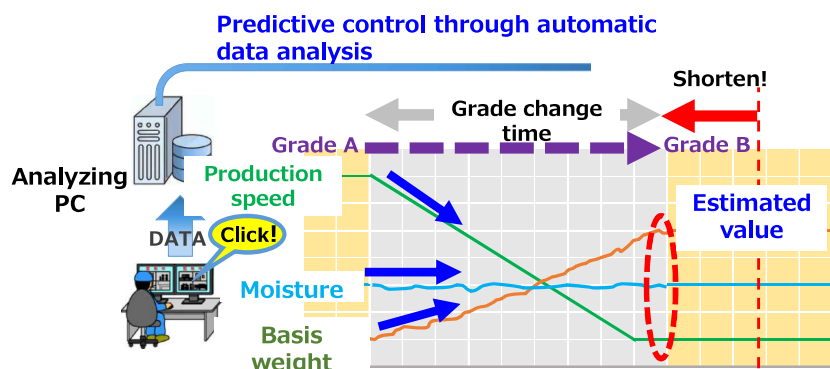 Predictive control through automatic
data analysis
Shorten!
Grade change
time
Grade A
Grade B
Analyzing
PC
Production
speed
Estimated
value
DATA
Click!
Moisture
Basis
weight